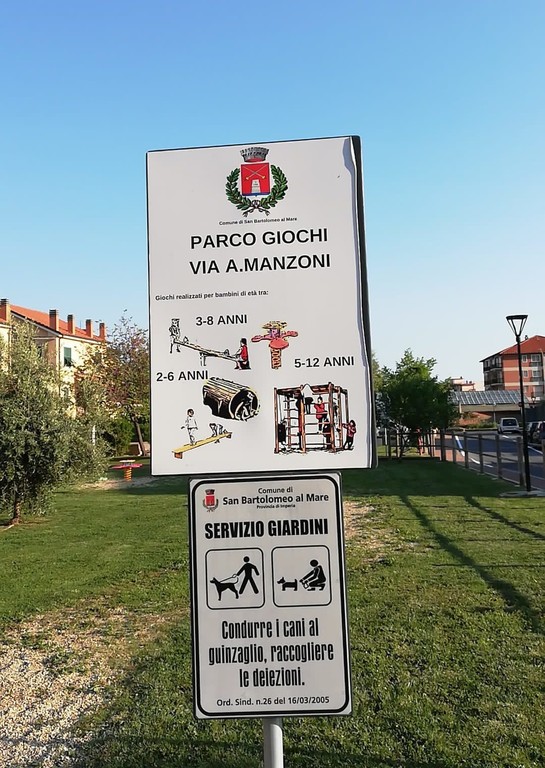 Comune di San Bartolomeo al Mare
PARCO GIOCHI
VIA A.MANZONI
Giochi realizzati per bambini di età tra:
3-8 ANNI
2-6 ANNI
5-12 ANNI
Comune di
San Bartolomeo al Mare
Provincia di Imperia
SERVIZIO GIARDINI
Condurre i cani al
guinzaglio, raccogliere
le deiezioni.
Ord. Sind. n.26 del 16/03/2005